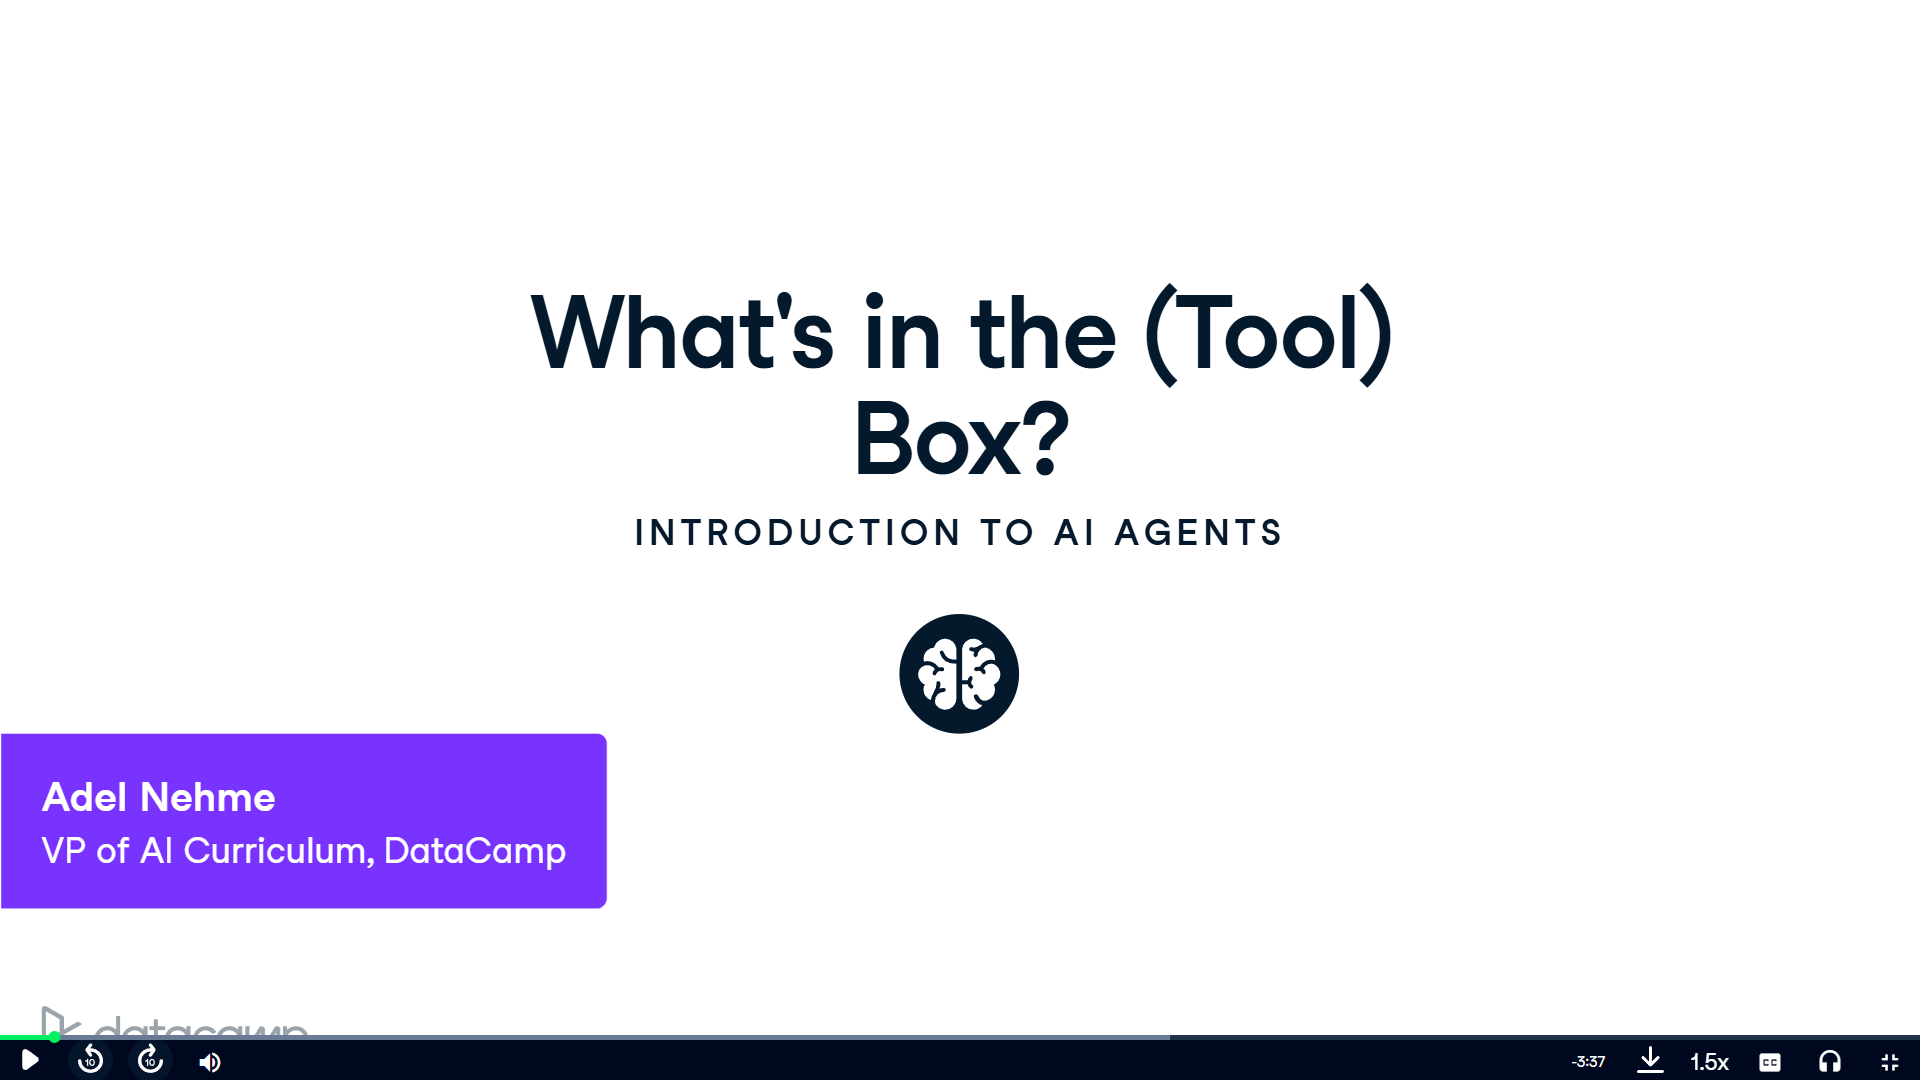 What's in the (Tool)
Box?
INTRODUCTION TO AI AGENTS
Adel Nehme
VP of AI Curriculum, DataCamp
datacamp
10
10
-3:37
1.5x
CC